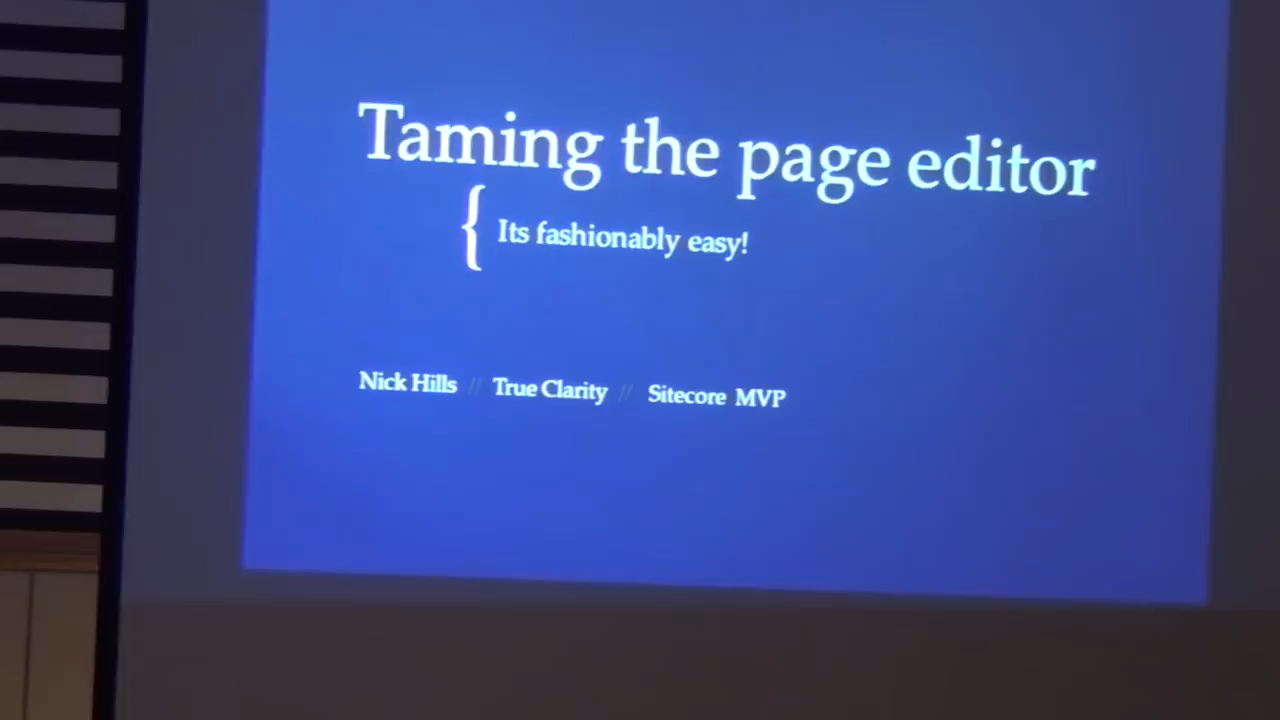 Taming the page editor
{ Its fashionably easy!
Nick Hills // True Clarity // Sitecore MVP